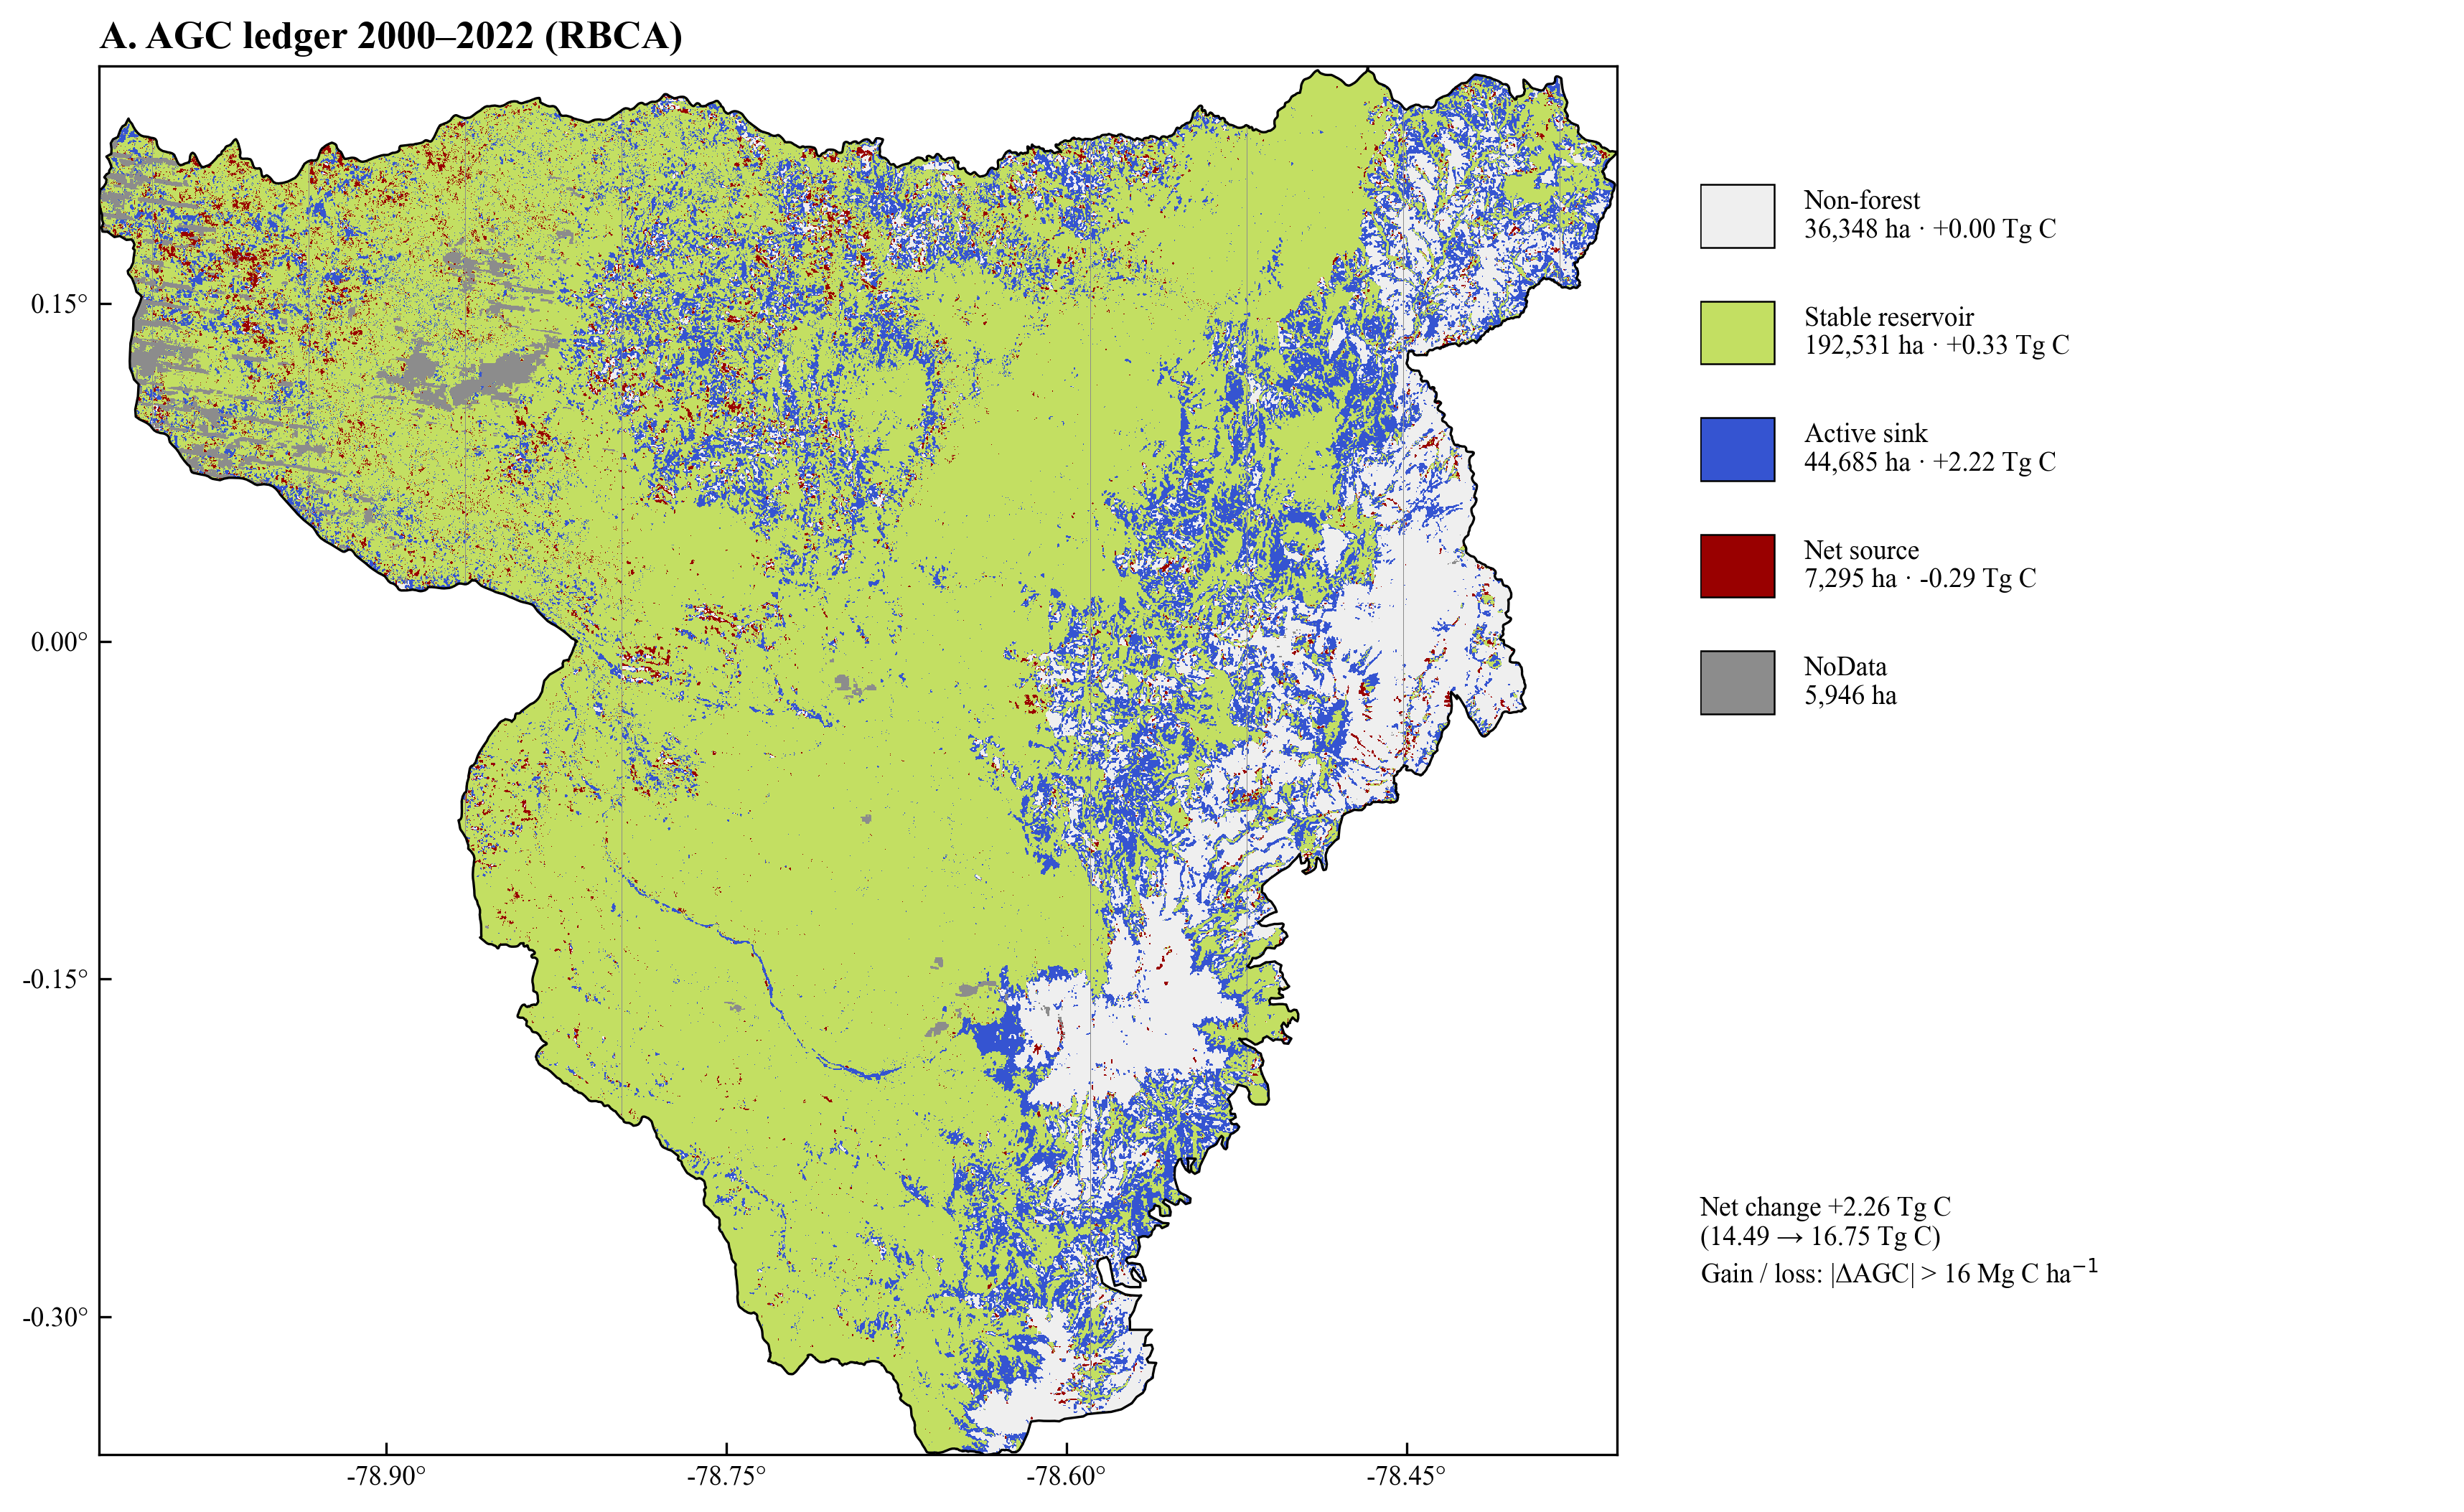 A. AGC ledger 2000–2022 (RBCA)
0.15°
0.00°
-0.15°
-0.30°
-78.90°
-78.75°
-78.60°
-78.45°
Non-forest
36,348 ha · +0.00 Tg C
Stable reservoir
192,531 ha · +0.33 Tg C
Active sink
44,685 ha · +2.22 Tg C
Net source
7,295 ha · -0.29 Tg C
NoData
5,946 ha
Net change +2.26 Tg C
(14.49 → 16.75 Tg C)
Gain / loss: |ΔAGC| > 16 Mg C ha⁻¹